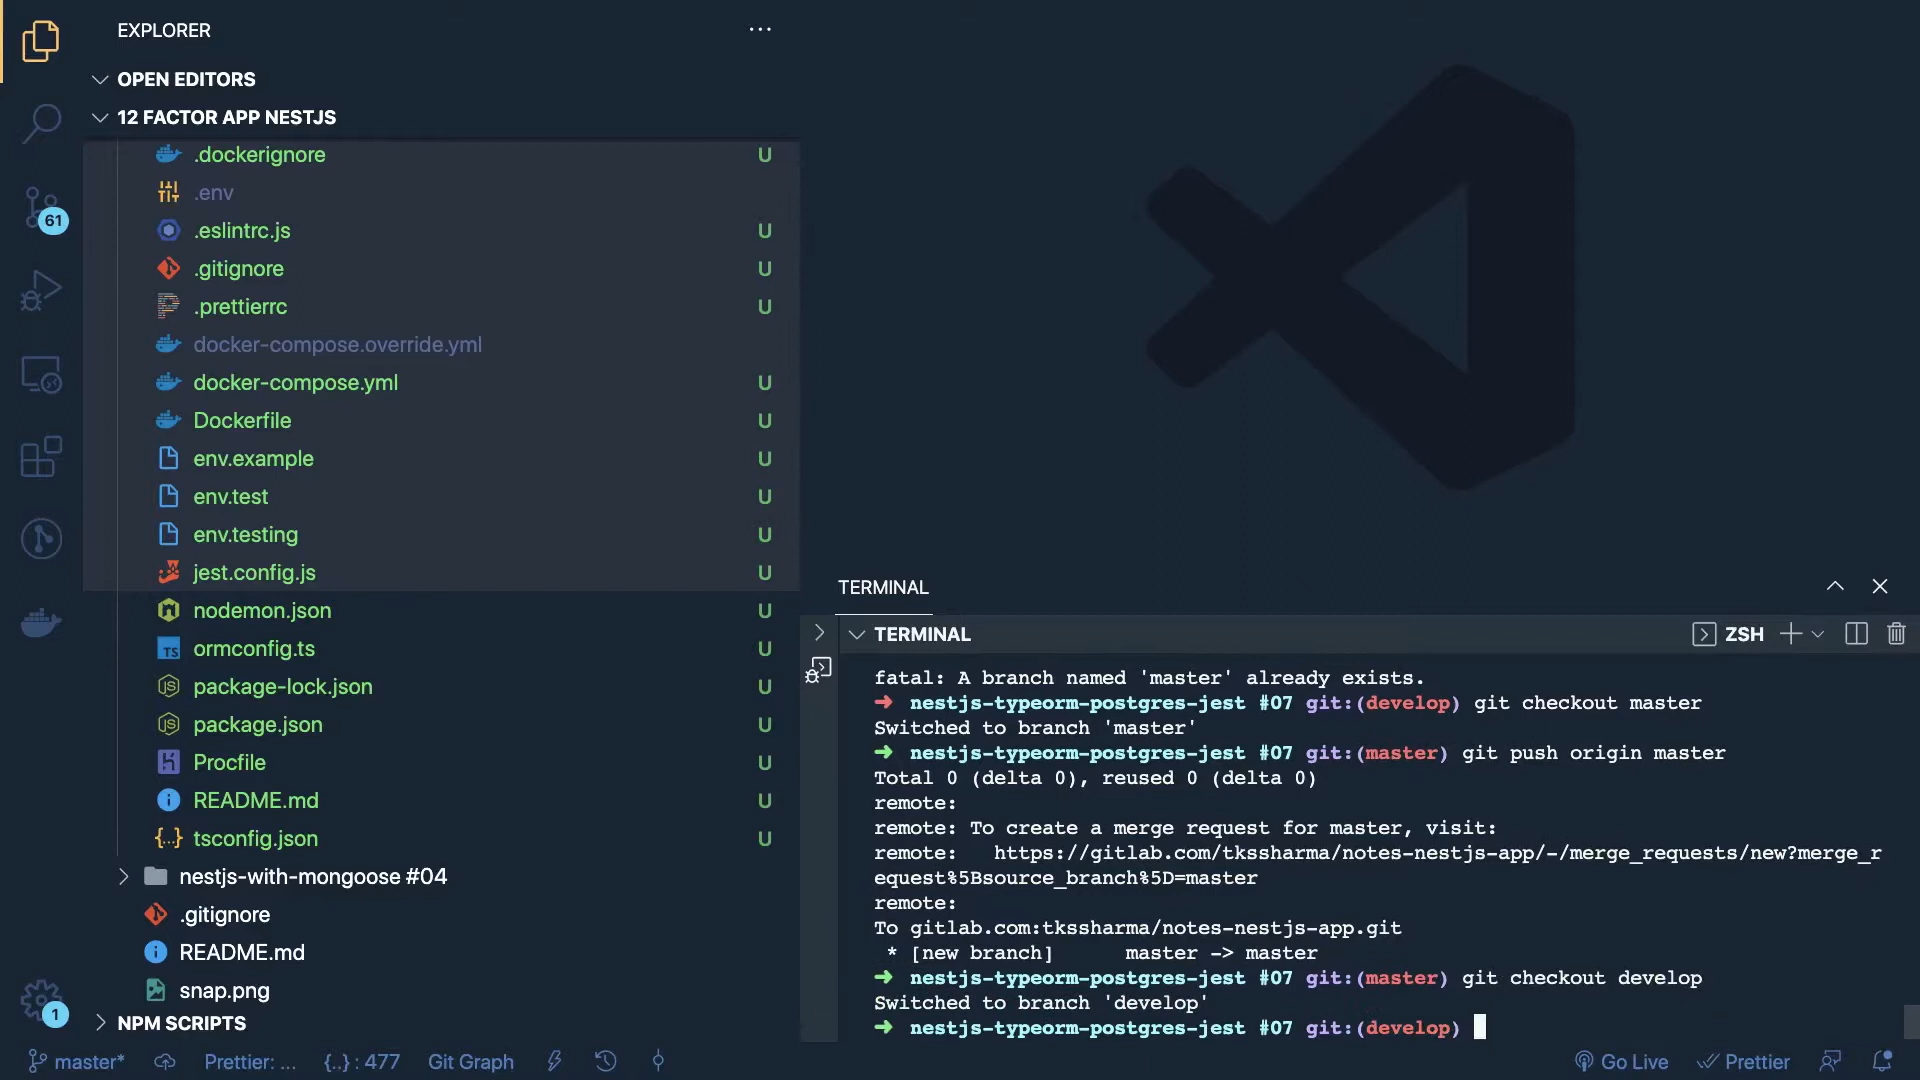 EXPLORER
OPEN EDITORS
12 FACTOR APP NESTJS
.dockerignore U
.env
.eslintrc.js U
.gitignore U
.prettierrc U
docker-compose.override.yml
docker-compose.yml U
Dockerfile U
env.example U
env.test U
env.testing U
jest.config.js U
nodemon.json U
ormconfig.ts U
package-lock.json U
package.json U
Procfile U
README.md U
tsconfig.json U
nestjs-with-mongoose #04
.gitignore
README.md
snap.png
NPM SCRIPTS
61
1
TERMINAL
TERMINAL
ZSH
fatal: A branch named 'master' already exists.
➜ nestjs-typeorm-postgres-jest #07 git:(develop) git checkout master
Switched to branch 'master'
➜ nestjs-typeorm-postgres-jest #07 git:(master) git push origin master
Total 0 (delta 0), reused 0 (delta 0)
remote:
remote: To create a merge request for master, visit:
remote:   https://gitlab.com/tkssharma/notes-nestjs-app/-/merge_requests/new?merge_r
equest%5Bsource_branch%5D=master
remote:
To gitlab.com:tkssharma/notes-nestjs-app.git
* [new branch]      master -> master
➜ nestjs-typeorm-postgres-jest #07 git:(master) git checkout develop
Switched to branch 'develop'
➜ nestjs-typeorm-postgres-jest #07 git:(develop)
master* Prettier: ... {..} : 477 Git Graph Go Live Prettier